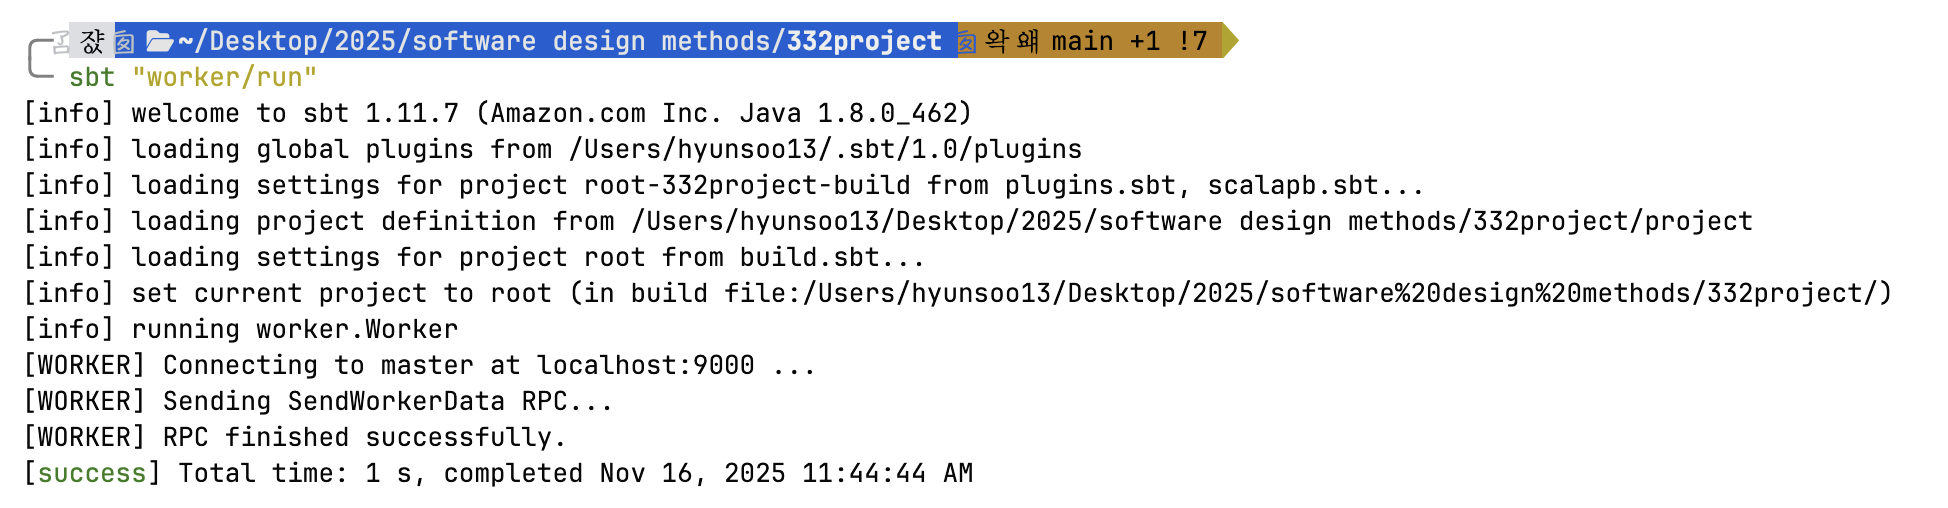 ~/Desktop/2025/software design methods/332project 왁 왜 main +1 !7
sbt "worker/run"
[info] welcome to sbt 1.11.7 (Amazon.com Inc. Java 1.8.0_462)
[info] loading global plugins from /Users/hyunsoo13/.sbt/1.0/plugins
[info] loading settings for project root-332project-build from plugins.sbt, scalapb.sbt...
[info] loading project definition from /Users/hyunsoo13/Desktop/2025/software design methods/332project/project
[info] loading settings for project root from build.sbt...
[info] set current project to root (in build file:/Users/hyunsoo13/Desktop/2025/software%20design%20methods/332project/)
[info] running worker.Worker
[WORKER] Connecting to master at localhost:9000 ...
[WORKER] Sending SendWorkerData RPC...
[WORKER] RPC finished successfully.
[success] Total time: 1 s, completed Nov 16, 2025 11:44:44 AM